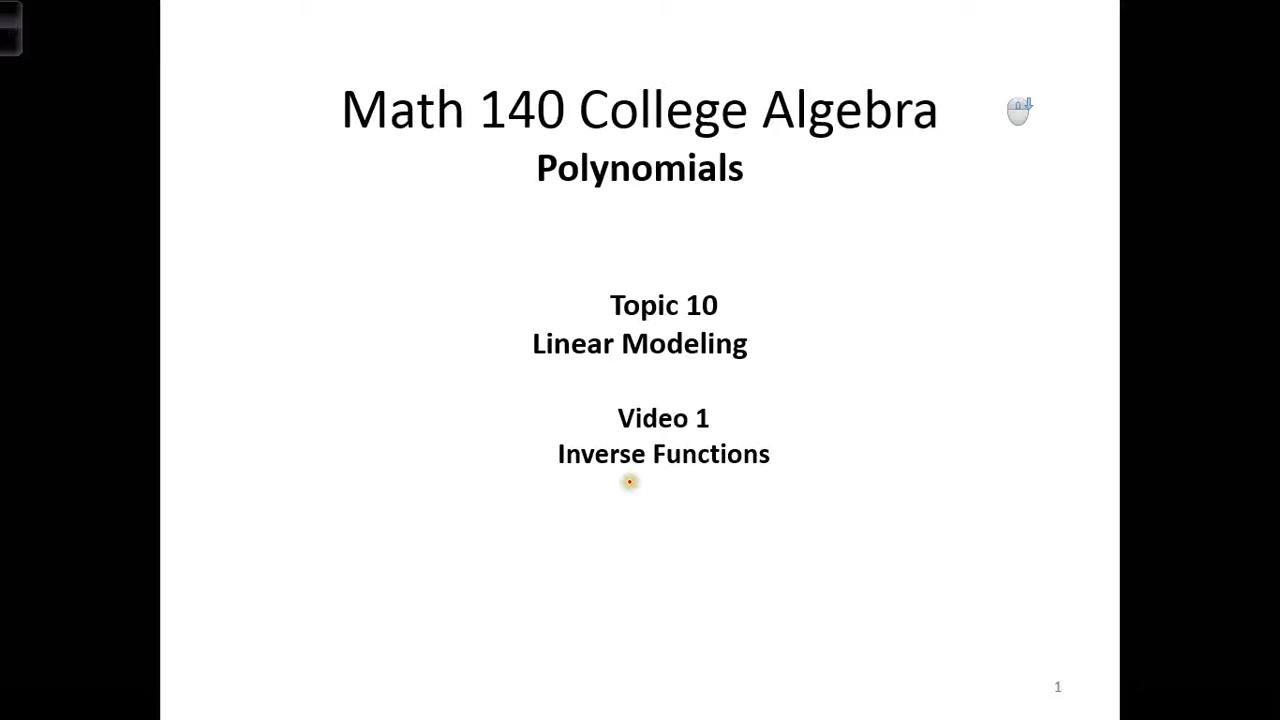 Math 140 College Algebra
Polynomials
Topic 10
Linear Modeling
Video 1
Inverse Functions
1